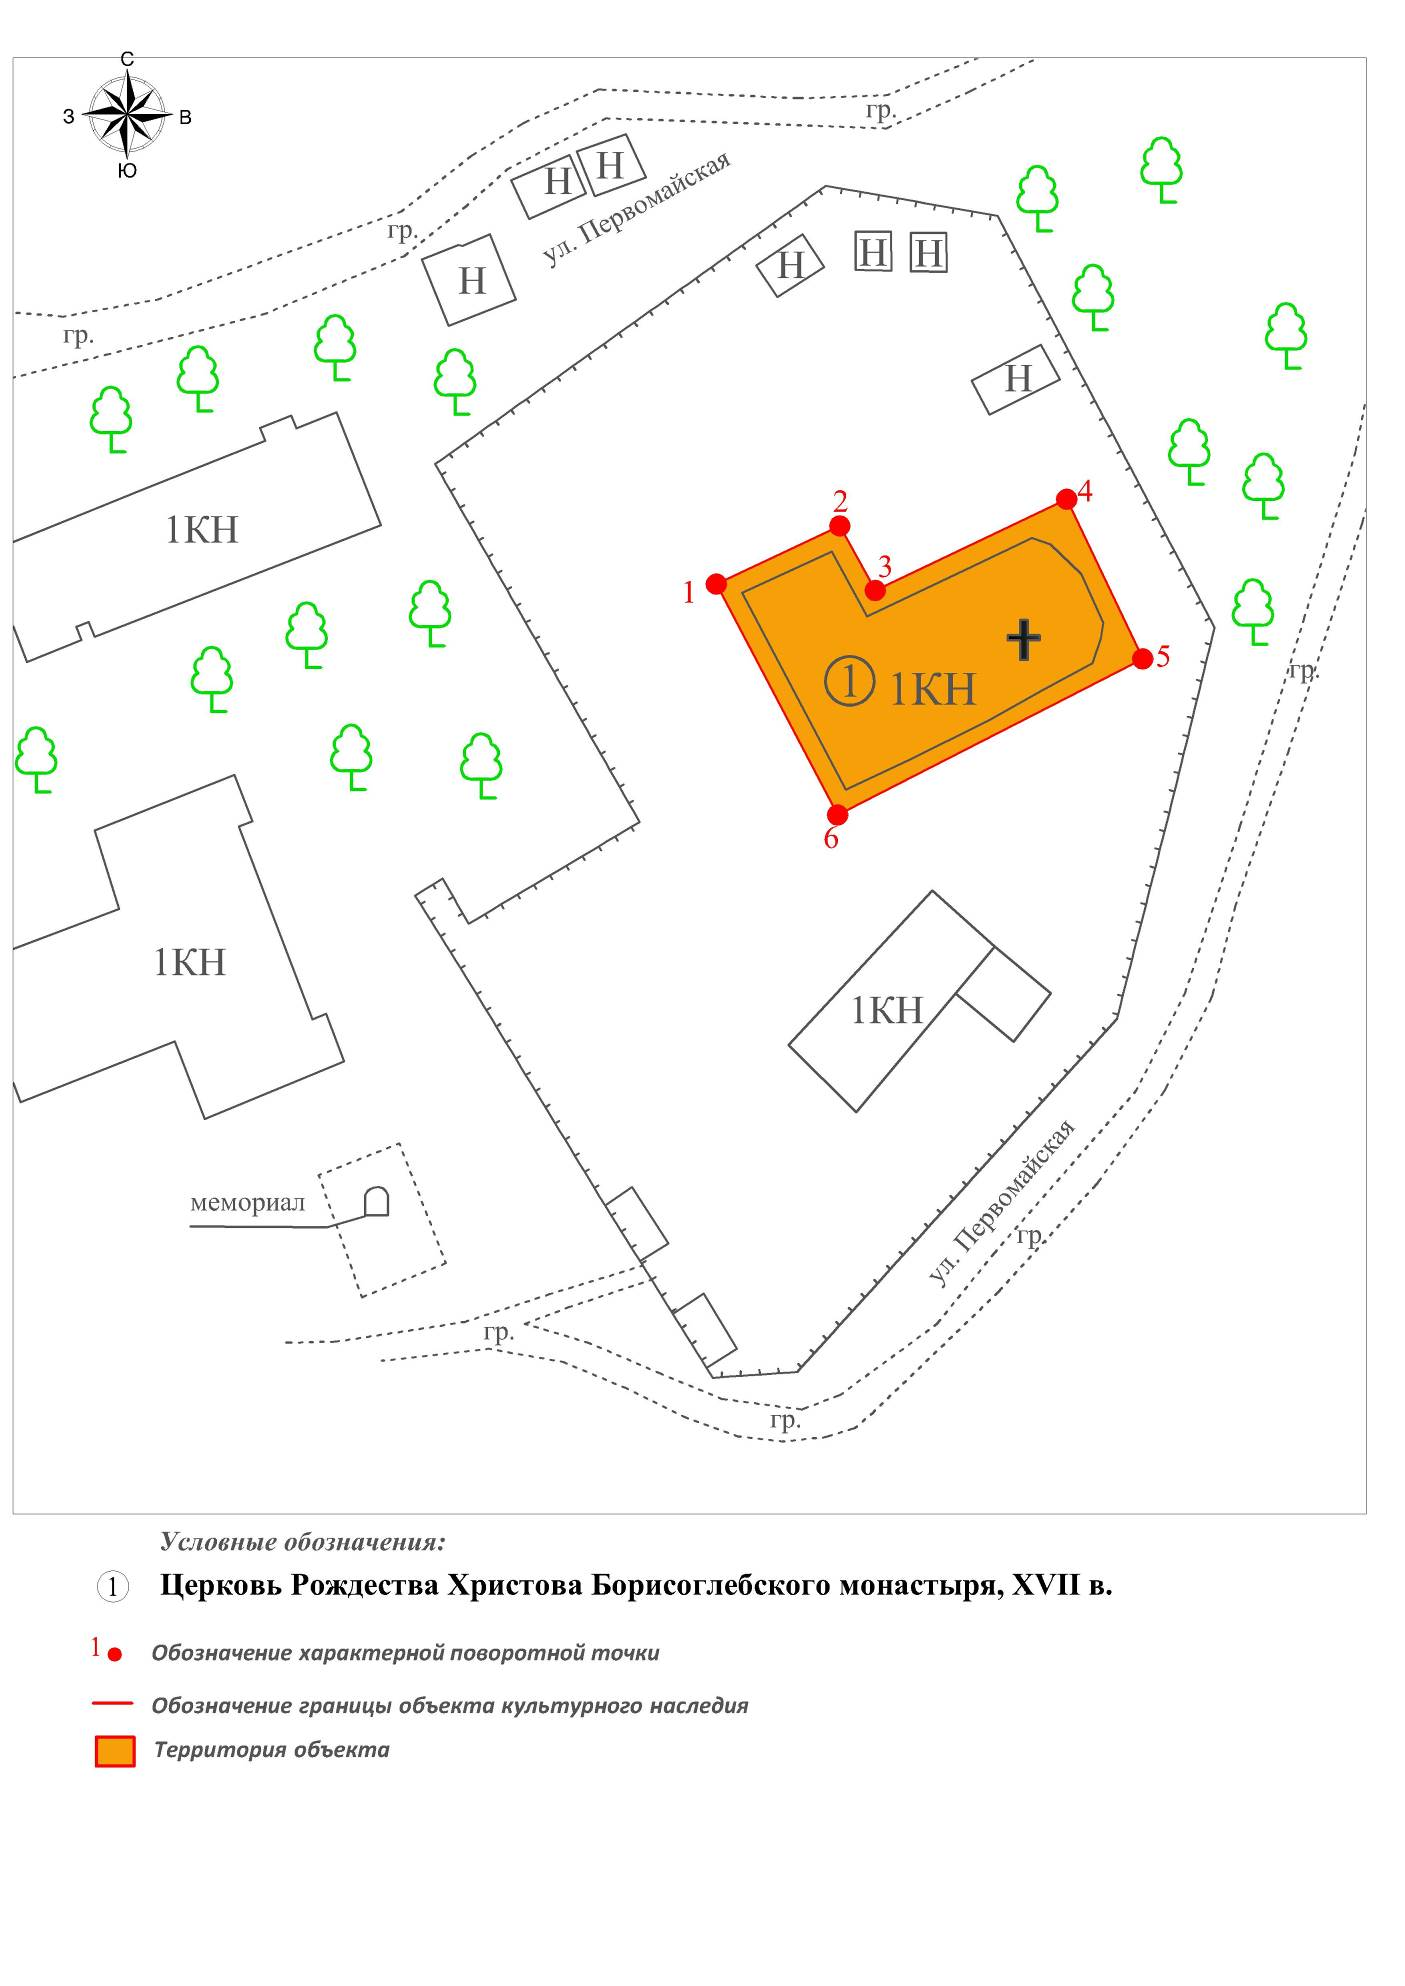 С
З
В
Ю
гр.
Н
Н
ул. Первомайская
гр.
Н
Н
Н
Н
гр.
Н
4
2
1КН
3
1
5
гр.
1
1КН
6
1КН
1КН
ул. Первомайская
мемориал
гр.
гр.
гр.
Условные обозначения:
1 Церковь Рождества Христова Борисоглебского монастыря, XVII в.
1 Обозначение характерной поворотной точки
Обозначение границы объекта культурного наследия
Территория объекта